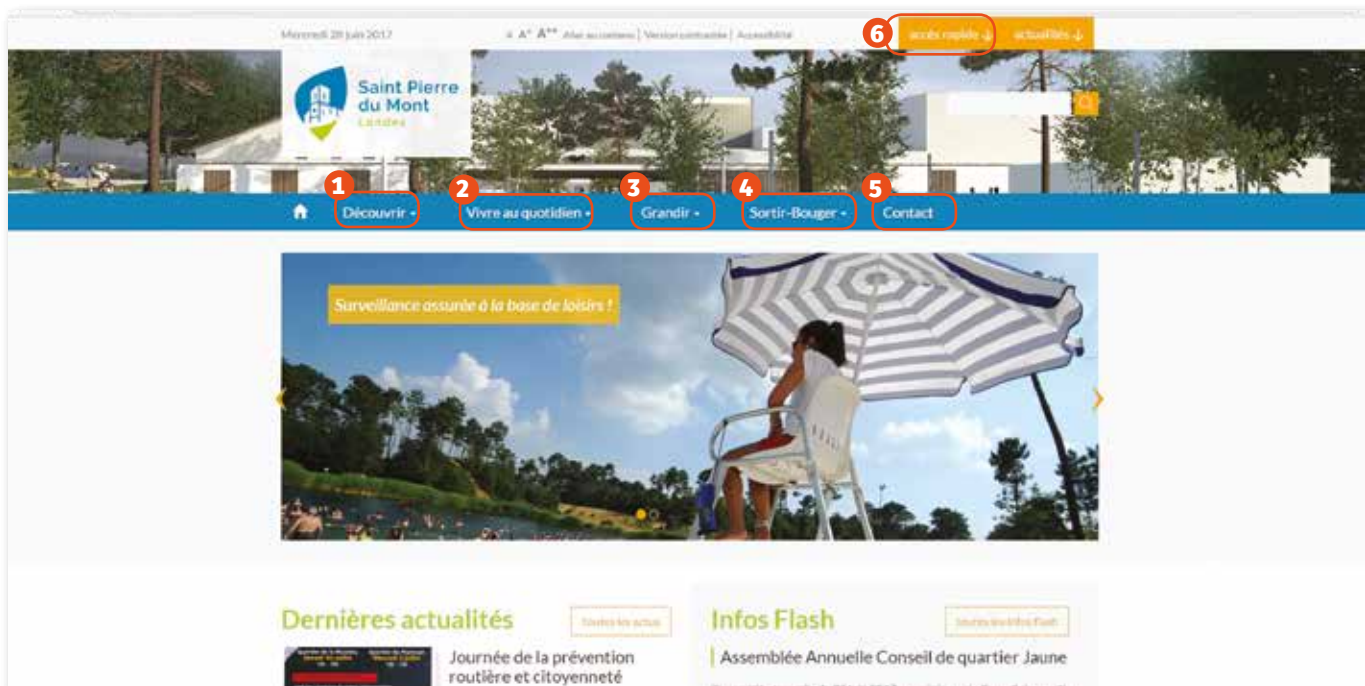 Mercredi 28 juin 2017
A A+ A++ Aller au contenu | Version contrastée | Accessibilité
6 accès rapide actualités
Saint Pierre
du Mont
Landes
1 2 3 4 5
Découvrir Vivre au quotidien Grandir Sortir-Bouger Contact
Surveillance assurée à la base de loisirs !
Dernières actualités
Toutes les actus
Infos Flash
toutes les infos flash
Journée de la prévention
routière et citoyenneté
Assemblée Annuelle Conseil de quartier Jaune